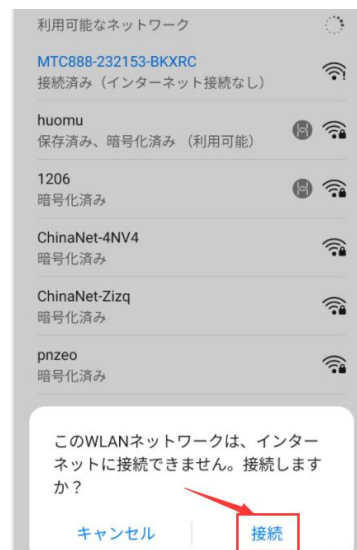 利用可能なネットワーク
MTC888-232153-BKXRC
接続済み（インターネット接続なし）
huomu
保存済み、暗号化済み （利用可能）
1206
暗号化済み
ChinaNet-4NV4
暗号化済み
ChinaNet-Zizq
暗号化済み
pnzeo
暗号化済み
このWLANネットワークは、インター
ネットに接続できません。接続します
か？
キャンセル
接続